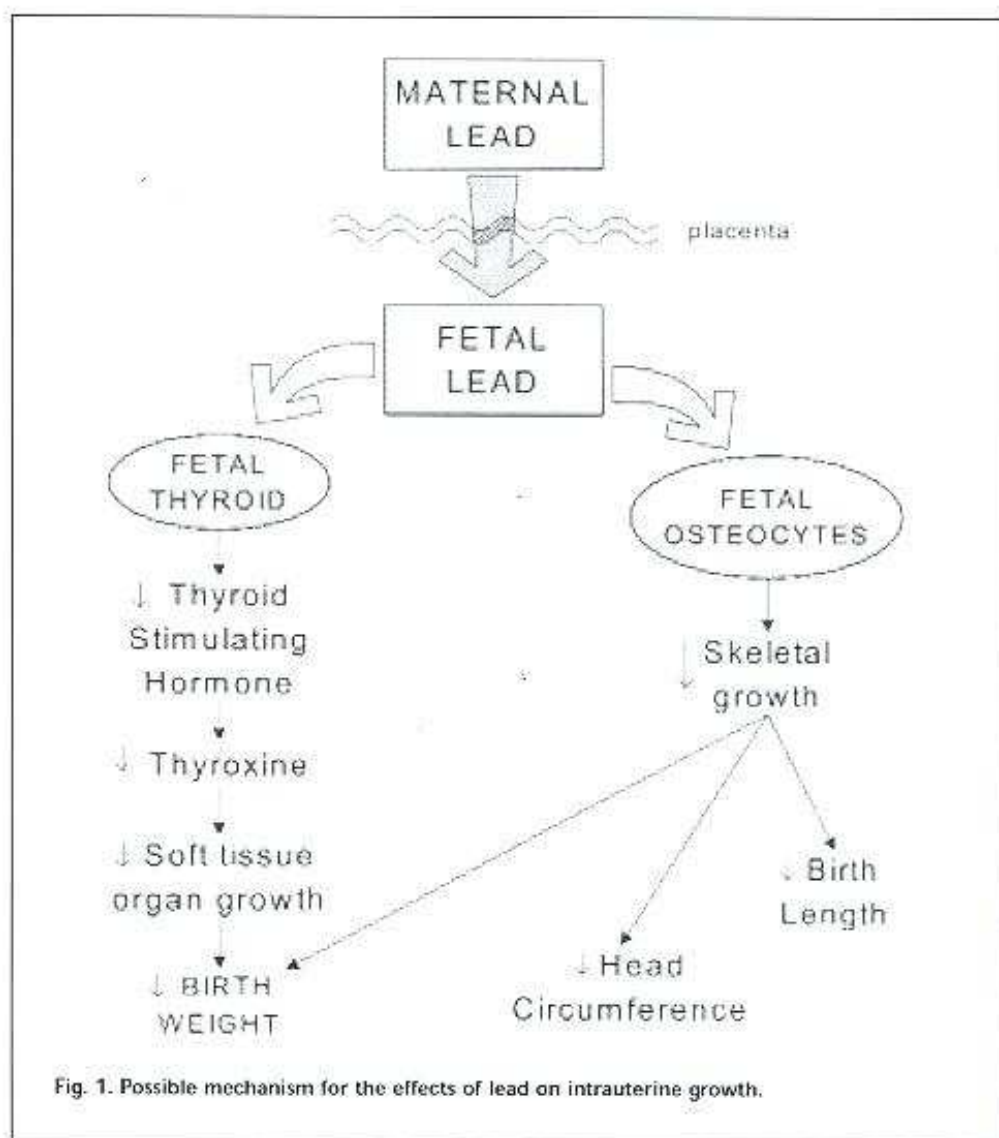 MATERNAL
LEAD
placenta
FETAL
LEAD
FETAL
THYROID
↓ Thyroid
Stimulating
Hormone
↓ Thyroxine
↓ Soft tissue
organ growth
↓ BIRTH
WEIGHT
FETAL
OSTEOCYTES
↓ Skeletal
growth
↓ Head
Circumference
↓ Birth
Length
Fig. 1. Possible mechanism for the effects of lead on intrauterine growth.